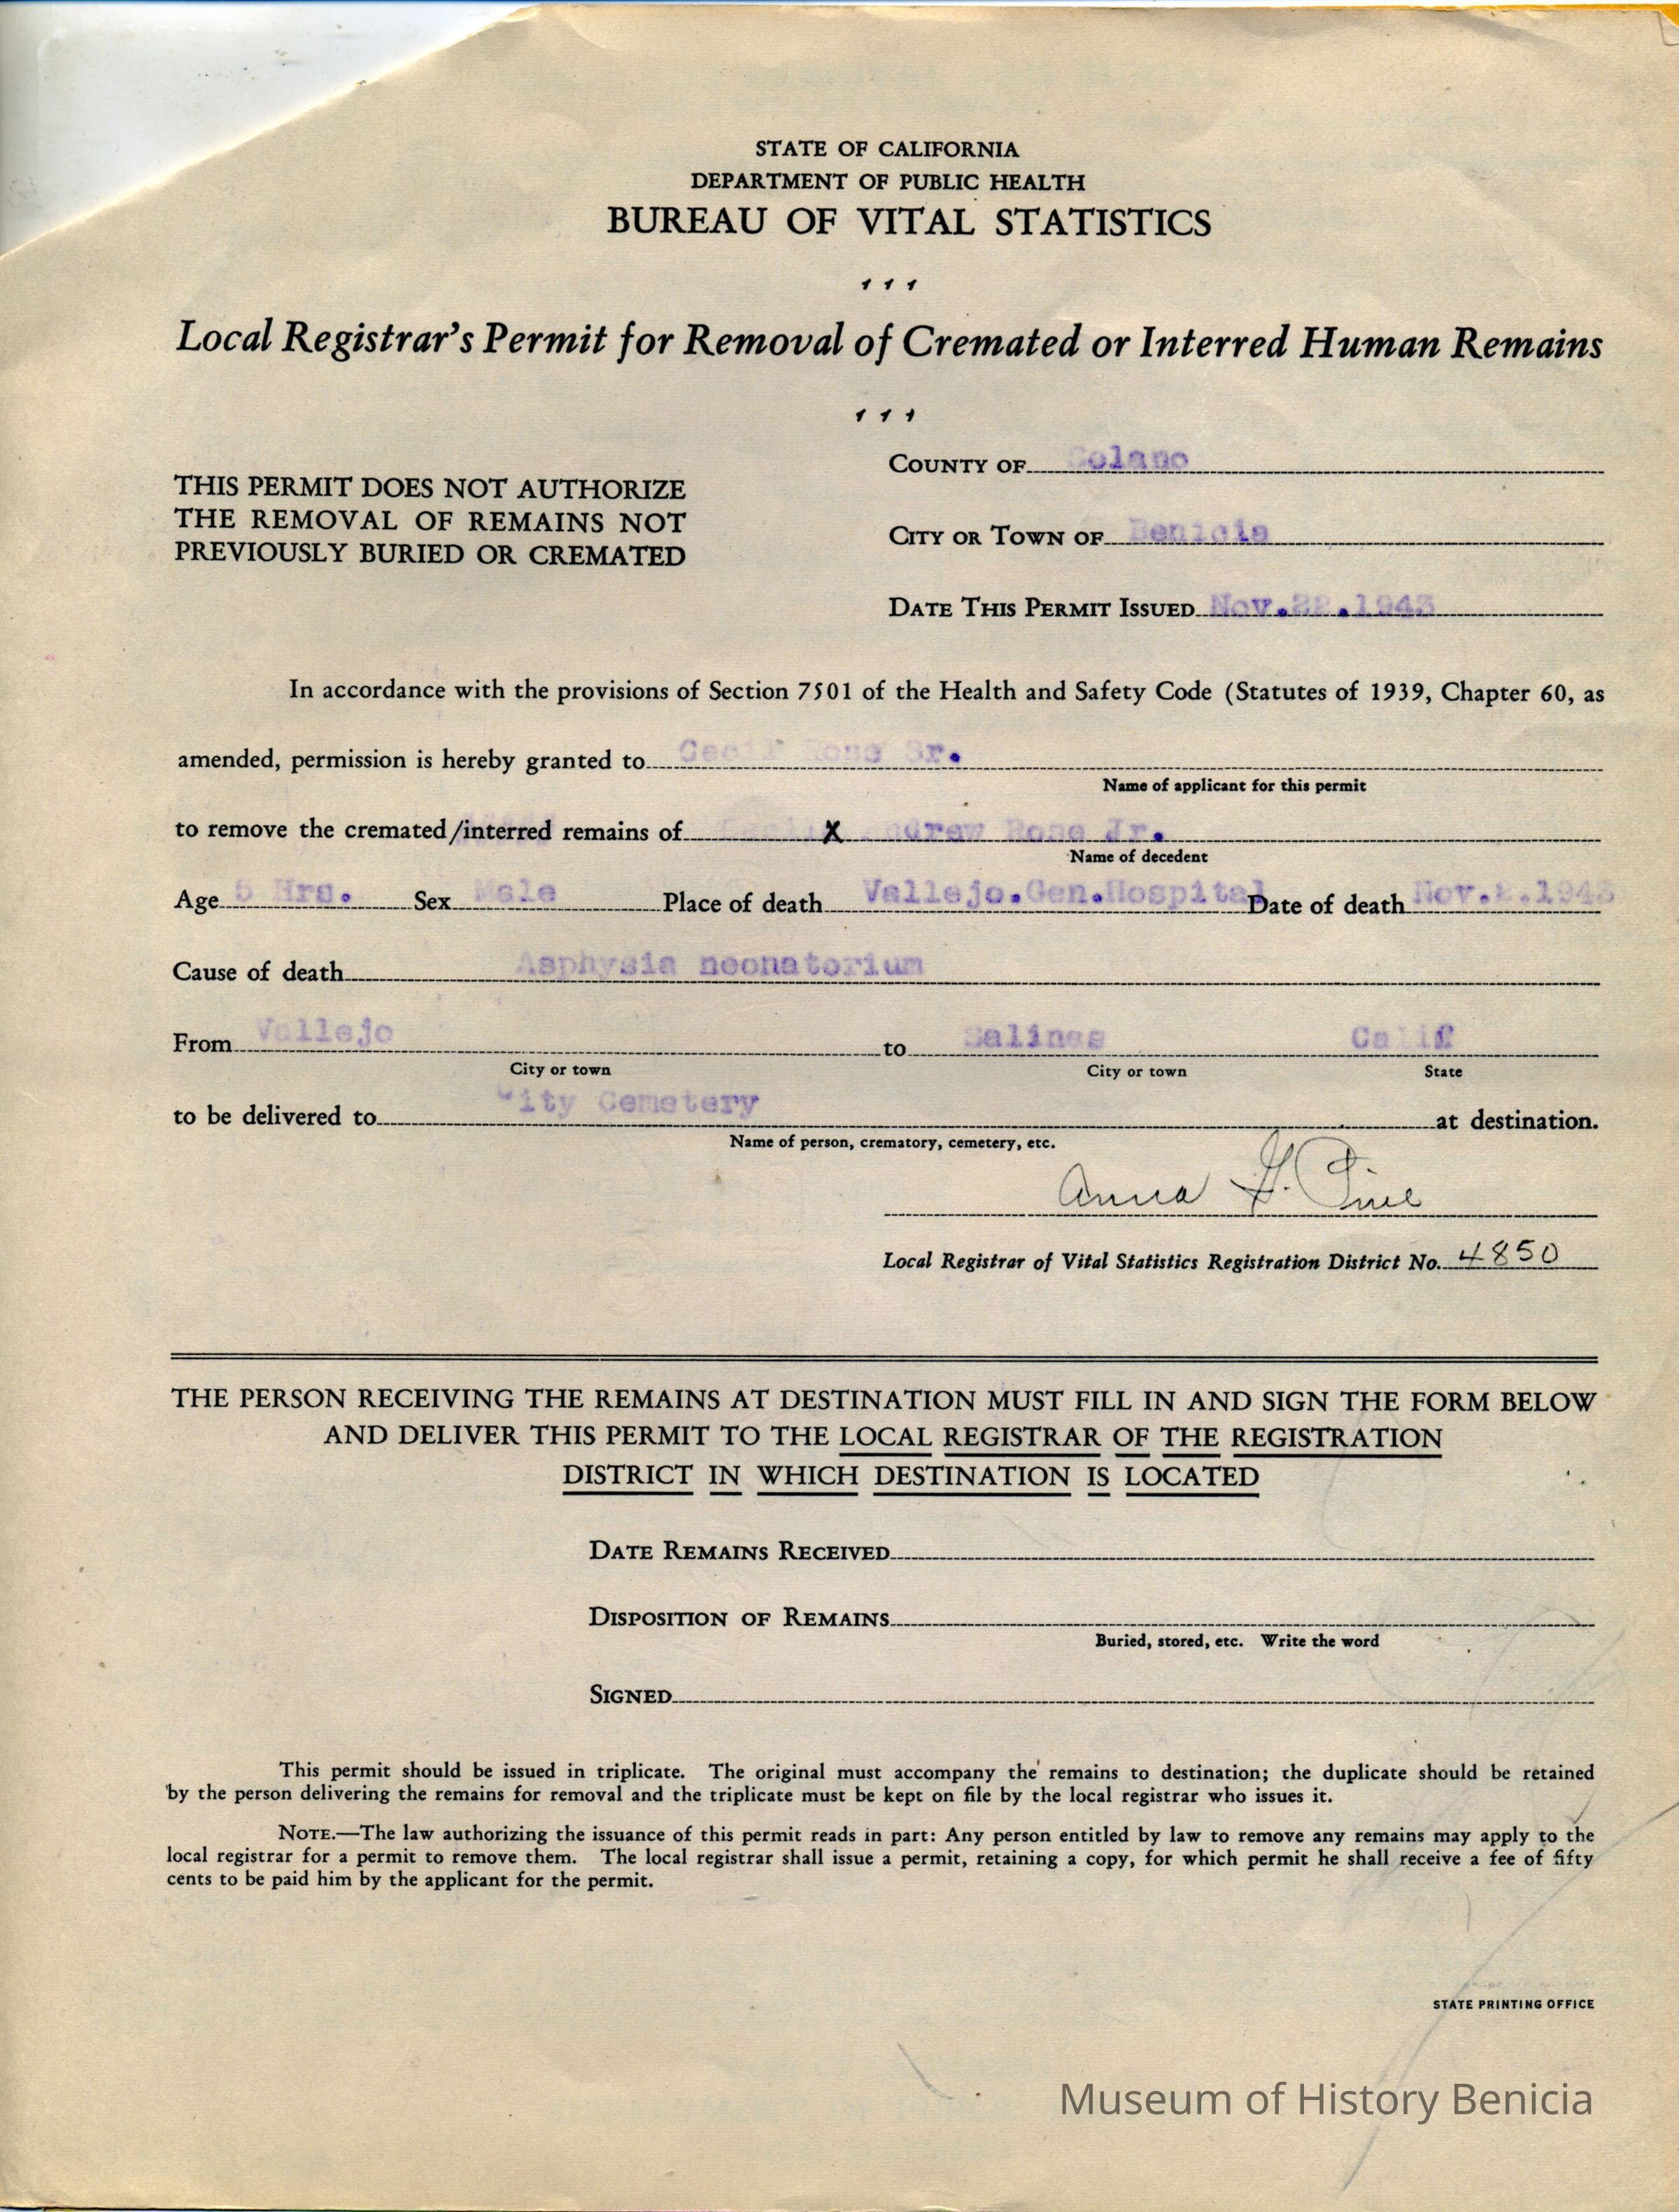 STATE OF CALIFORNIA
DEPARTMENT OF PUBLIC HEALTH
BUREAU OF VITAL STATISTICS
Local Registrar's Permit for Removal of Cremated or Interred Human Remains
THIS PERMIT DOES NOT AUTHORIZE
THE REMOVAL OF REMAINS NOT
PREVIOUSLY BURIED OR CREMATED
COUNTY OF Solano
CITY OR TOWN OF Benicia
DATE THIS PERMIT ISSUED Nov.22.1943
In accordance with the provisions of Section 7501 of the Health and Safety Code (Statutes of 1939, Chapter 60, as
amended, permission is hereby granted to Cecil Rose Sr.
Name of applicant for this permit
to remove the cremated/interred remains of X Andrew Rose Jr.
Name of decedent
Age 5 Hrs. Sex Male Place of death Vallejo.Gen.Hospital Date of death Nov. .1943
Cause of death Asphysia neonatorium
From Vallejo to Salinas Calif
City or town City or town State
to be delivered to City Cemetery at destination.
Name of person, crematory, cemetery, etc.
Anna
Local Registrar of Vital Statistics Registration District No. 4850
THE PERSON RECEIVING THE REMAINS AT DESTINATION MUST FILL IN AND SIGN THE FORM BELOW
AND DELIVER THIS PERMIT TO THE LOCAL REGISTRAR OF THE REGISTRATION
DISTRICT IN WHICH DESTINATION IS LOCATED
DATE REMAINS RECEIVED
DISPOSITION OF REMAINS
Buried, stored, etc. Write the word
SIGNED
This permit should be issued in triplicate. The original must accompany the remains to destination; the duplicate should be retained
by the person delivering the remains for removal and the triplicate must be kept on file by the local registrar who issues it.
NOTE.—The law authorizing the issuance of this permit reads in part: Any person entitled by law to remove any remains may apply to the
local registrar for a permit to remove them. The local registrar shall issue a permit, retaining a copy, for which permit he shall receive a fee of fifty
cents to be paid him by the applicant for the permit.
STATE PRINTING OFFICE
Museum of History Benicia